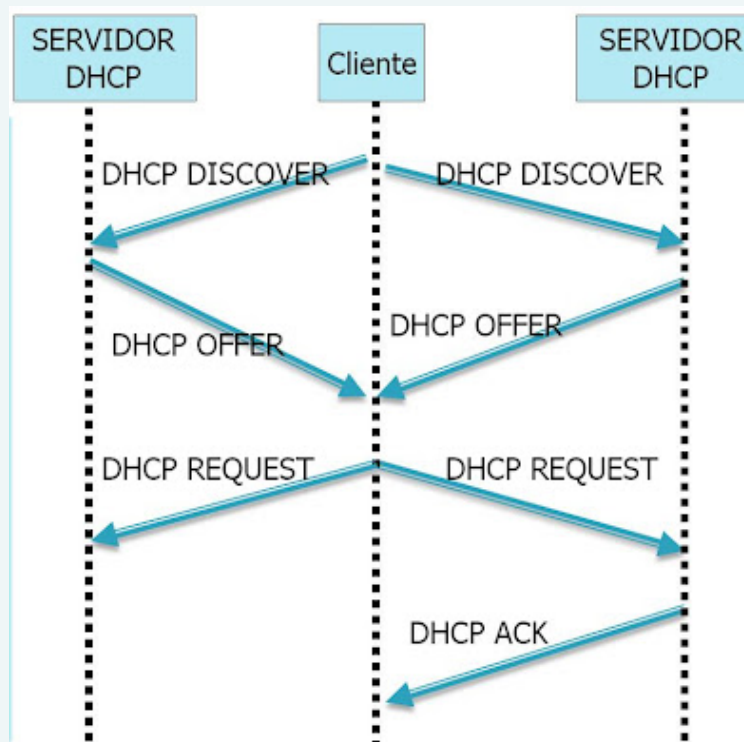 SERVIDOR
DHCP
Cliente
SERVIDOR
DHCP
DHCP DISCOVER
DHCP DISCOVER
DHCP OFFER
DHCP OFFER
DHCP REQUEST
DHCP REQUEST
DHCP ACK